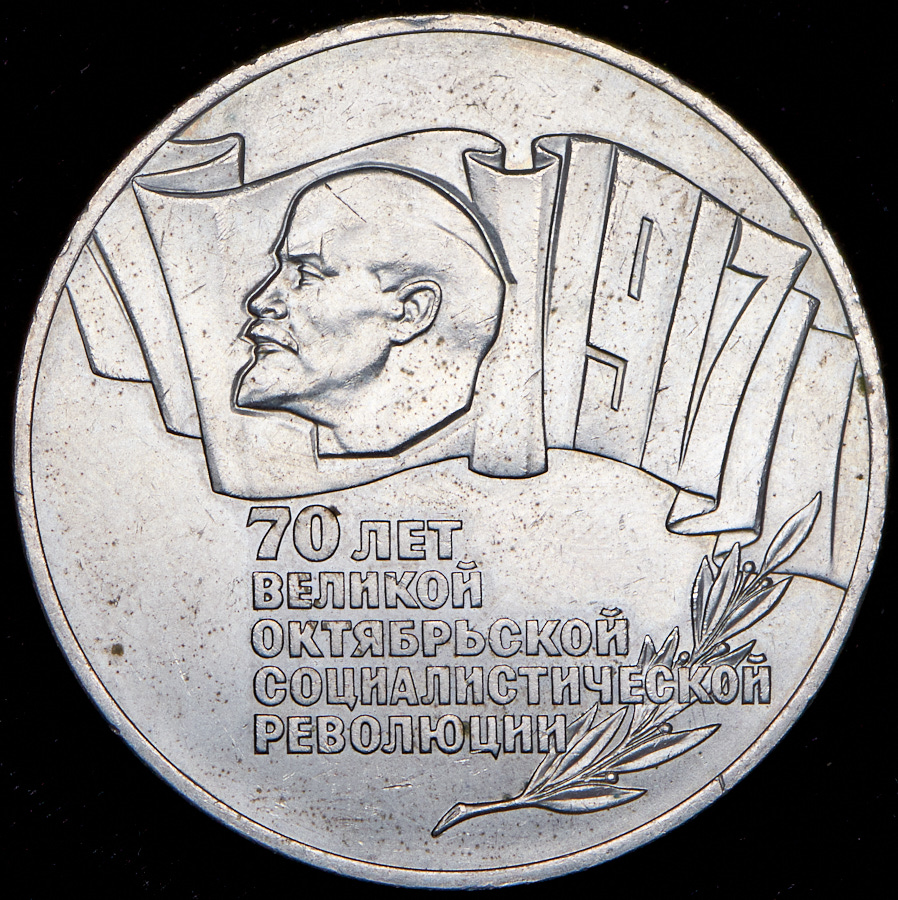 1917
70 ЛЕТ
ВЕЛИКОЙ
ОКТЯБРЬСКОЙ
СОЦИАЛИСТИЧЕСКОЙ
РЕВОЛЮЦИИ